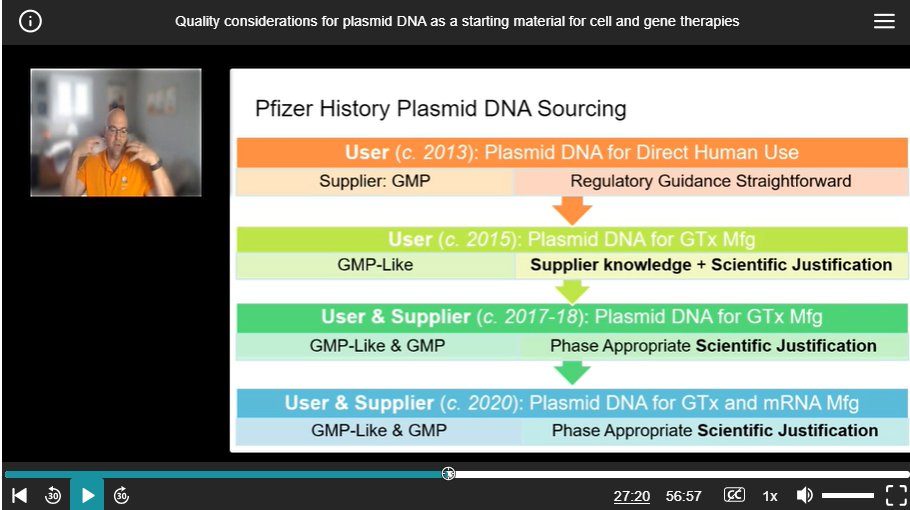 Quality considerations for plasmid DNA as a starting material for cell and gene therapies
Pfizer History Plasmid DNA Sourcing
User (c. 2013): Plasmid DNA for Direct Human Use
Supplier: GMP
Regulatory Guidance Straightforward
User (c. 2015): Plasmid DNA for GTx Mfg
GMP-Like
Supplier knowledge + Scientific Justification
User & Supplier (c. 2017-18): Plasmid DNA for GTx Mfg
GMP-Like & GMP
Phase Appropriate Scientific Justification
User & Supplier (c. 2020): Plasmid DNA for GTx and mRNA Mfg
GMP-Like & GMP
Phase Appropriate Scientific Justification
30
30
27:20
56:57
CC
1x